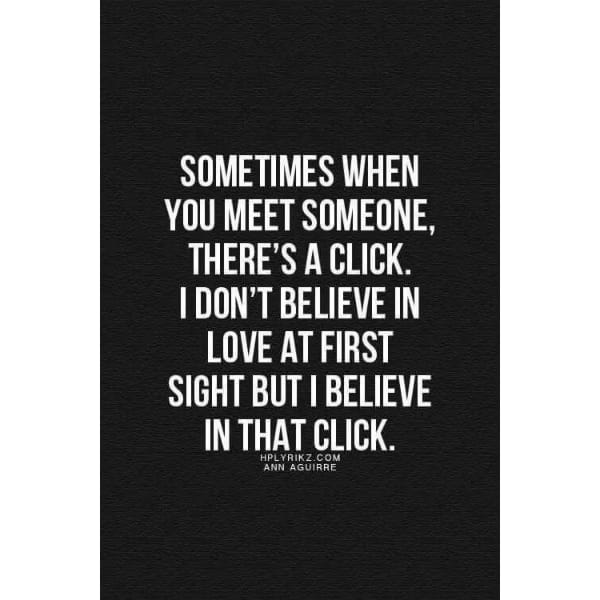 SOMETIMES WHEN
YOU MEET SOMEONE,
THERE'S A CLICK.
I DON'T BELIEVE IN
LOVE AT FIRST
SIGHT BUT I BELIEVE
IN THAT CLICK.
HPLYRIKZ.COM
ANN AGUIRRE